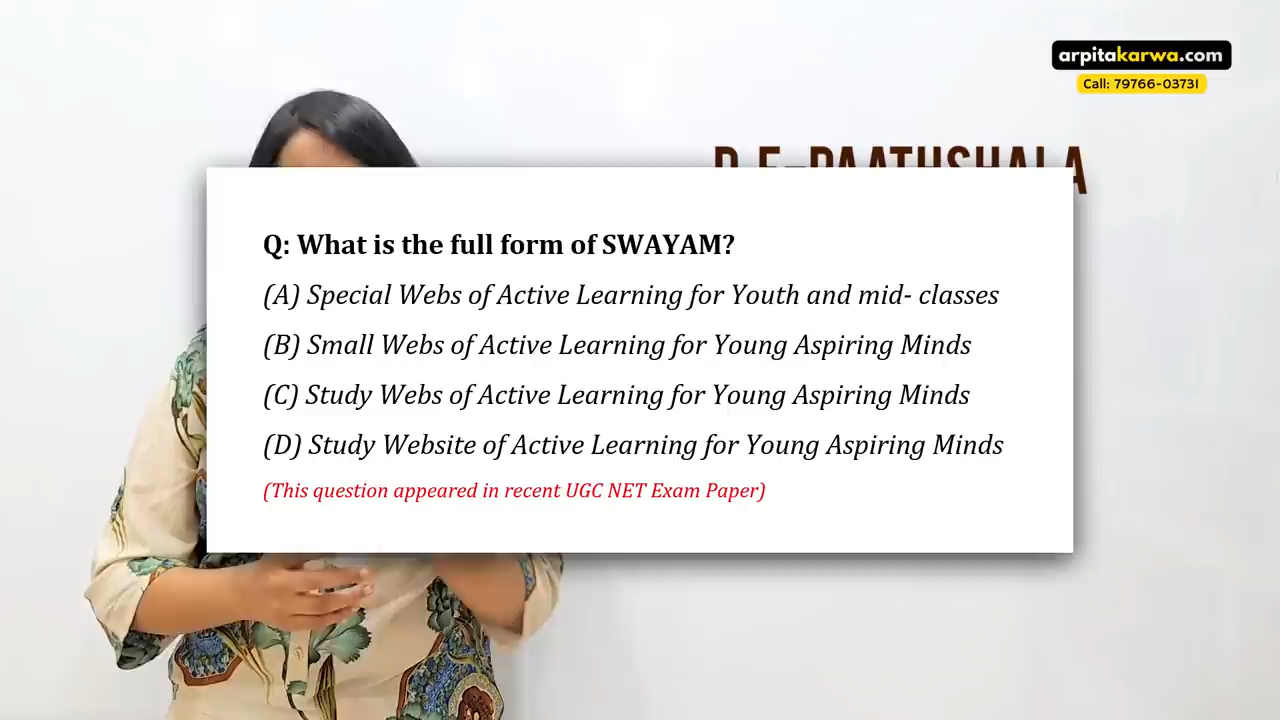 arpitakarwa.com
Call: 79766-03731
Q: What is the full form of SWAYAM?
(A) Special Webs of Active Learning for Youth and mid- classes
(B) Small Webs of Active Learning for Young Aspiring Minds
(C) Study Webs of Active Learning for Young Aspiring Minds
(D) Study Website of Active Learning for Young Aspiring Minds
(This question appeared in recent UGC NET Exam Paper)